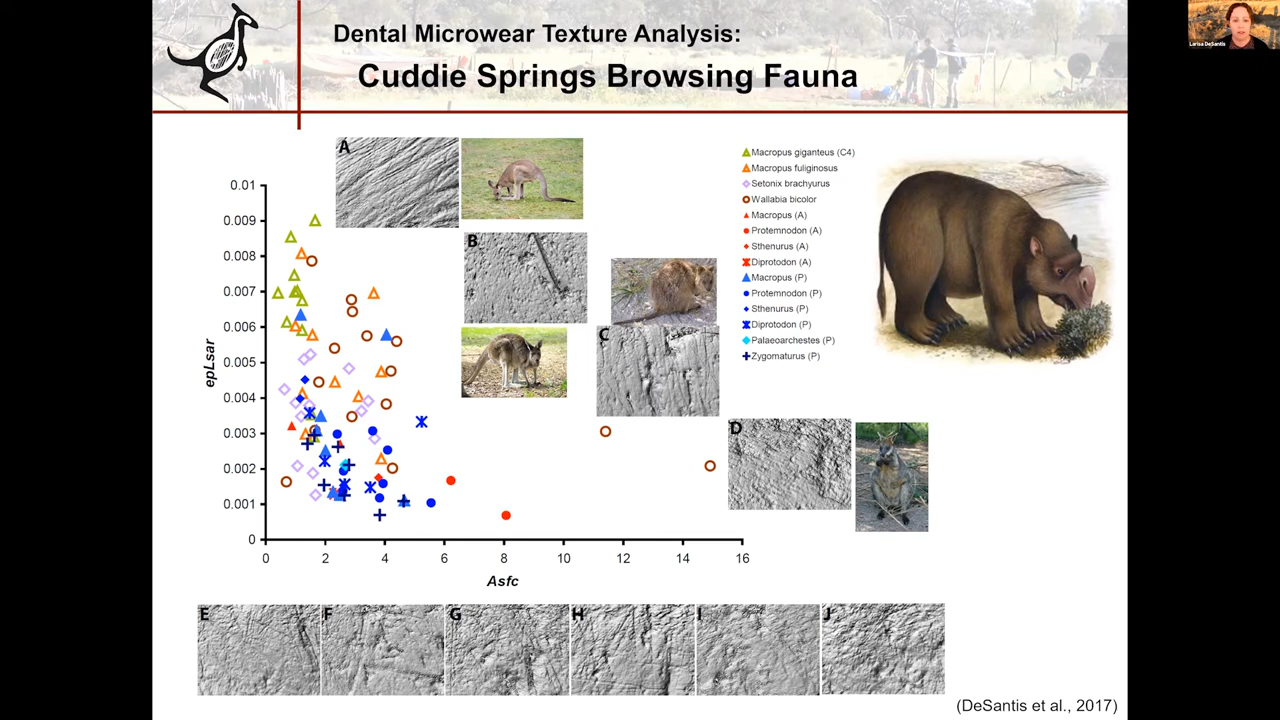 Dental Microwear Texture Analysis:
Cuddie Springs Browsing Fauna
Larisa DeSantis
A
B
C
D
Macropus giganteus (C4)
Macropus fuliginosus
Setonix brachyurus
Wallabia bicolor
Macropus (A)
Protemnodon (A)
Sthenurus (A)
Diprotodon (A)
Macropus (P)
Protemnodon (P)
Sthenurus (P)
Diprotodon (P)
Palaeoarchestes (P)
Zygomaturus (P)
epLsar
0.01
0.009
0.008
0.007
0.006
0.005
0.004
0.003
0.002
0.001
0
0 2 4 6 8 10 12 14 16
Asfc
E F G H I J
(DeSantis et al., 2017)